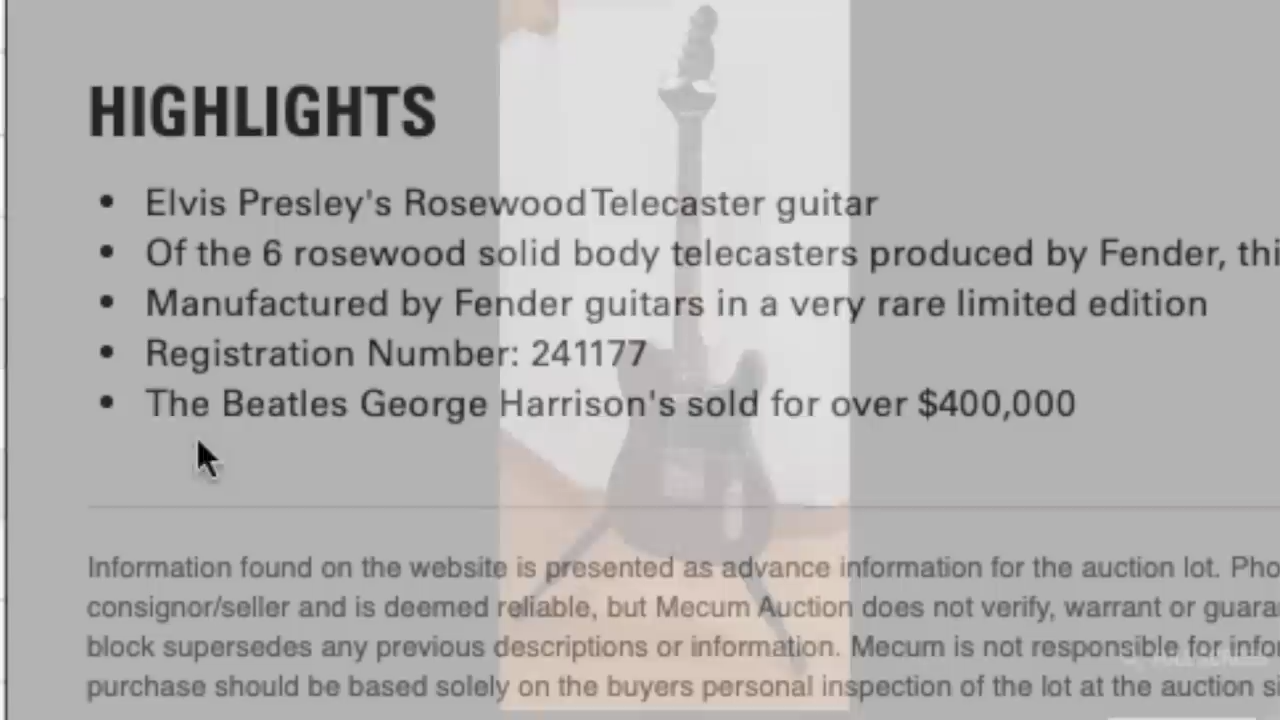 HIGHLIGHTS
• Elvis Presley's Rosewood Telecaster guitar
• Of the 6 rosewood solid body telecasters produced by Fender, thi
• Manufactured by Fender guitars in a very rare limited edition
• Registration Number: 241177
• The Beatles George Harrison's sold for over $400,000
Information found on the website is presented as advance information for the auction lot. Pho
consignor/seller and is deemed reliable, but Mecum Auction does not verify, warrant or guara
block supersedes any previous descriptions or information. Mecum is not responsible for infor
purchase should be based solely on the buyers personal inspection of the lot at the auction si